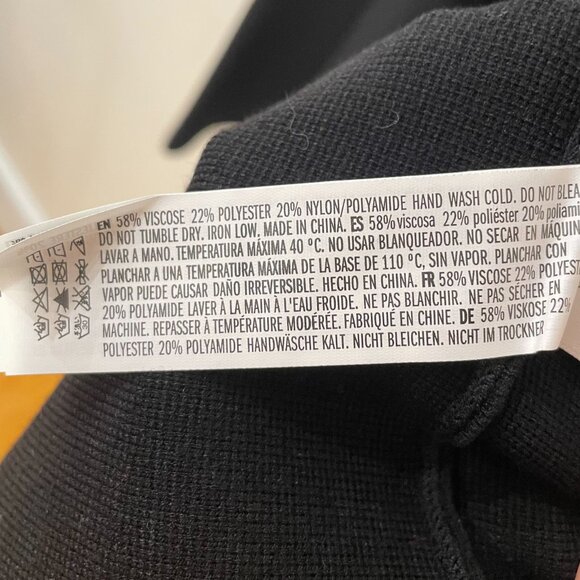 EN 58% VISCOSE 22% POLYESTER 20% NYLON/POLYAMIDE HAND WASH COLD. DO NOT BLEA
DO NOT TUMBLE DRY. IRON LOW, MADE IN CHINA. ES 58% viscosa 22% poliéster 20% poliami
LAVAR A MANO. TEMPERATURA MÁXIMA 40 °C. NO USAR BLANQUEADOR. NO SECAR EN MÁQUIN
PLANCHAR A UNA TEMPERATURA MÁXIMA DE LA BASE DE 110 °C, SIN VAPOR. PLANCHAR CON
VAPOR PUEDE CAUSAR DAÑO IRREVERSIBLE. HECHO EN CHINA. FR 58% VISCOSE 22% POLYEST
20% POLYAMIDE LAVER À LA MAIN À L'EAU FROIDE. NE PAS BLANCHIR. NE PAS SÉCHER EN
MACHINE. REPASSER À TEMPÉRATURE MODÉRÉE. FABRIQUÉ EN CHINE. DE 58% VISKOSE 22%
POLYESTER 20% POLYAMIDE HANDWÄSCHE KALT. NICHT BLEICHEN. NICHT IM TROCKNER